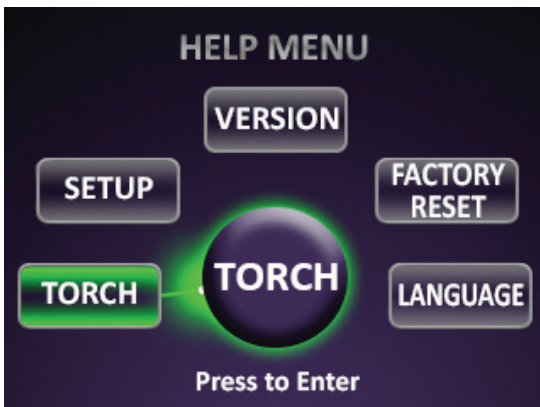 HELP MENU
VERSION
SETUP
FACTORY
RESET
TORCH
TORCH
LANGUAGE
Press to Enter